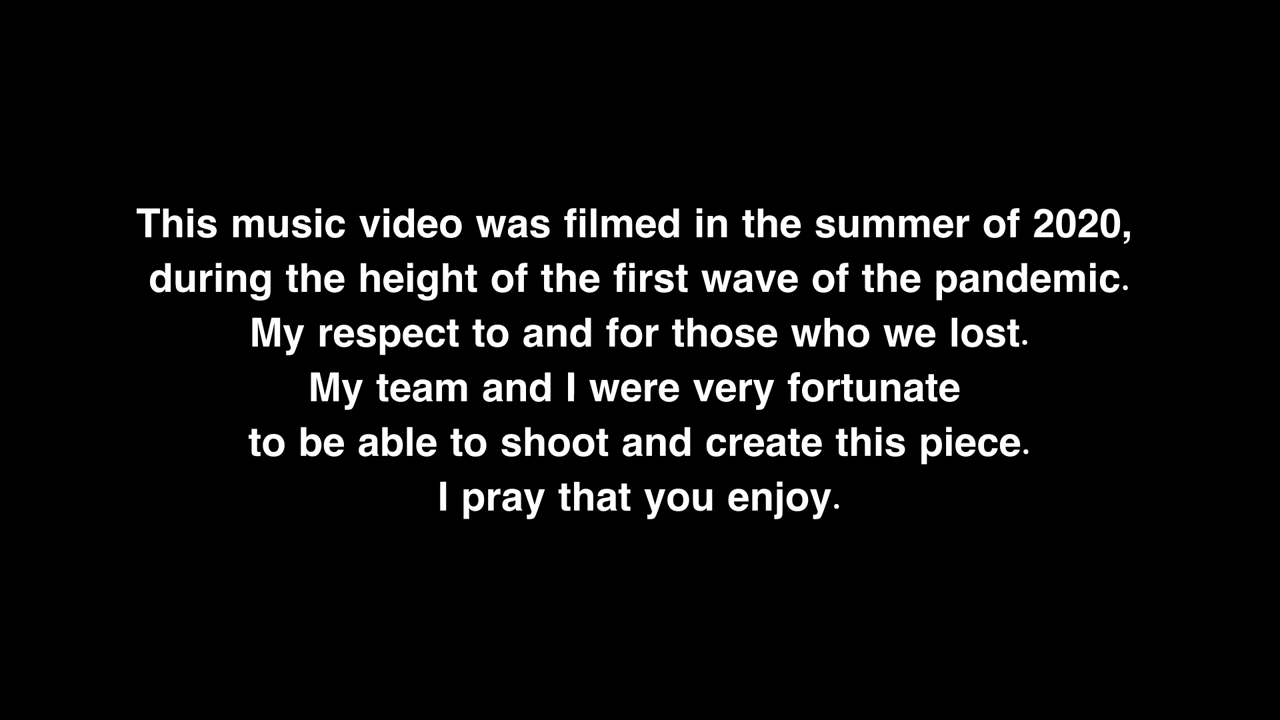 This music video was filmed in the summer of 2020,
during the height of the first wave of the pandemic.
My respect to and for those who we lost.
My team and I were very fortunate
to be able to shoot and create this piece.
I pray that you enjoy.